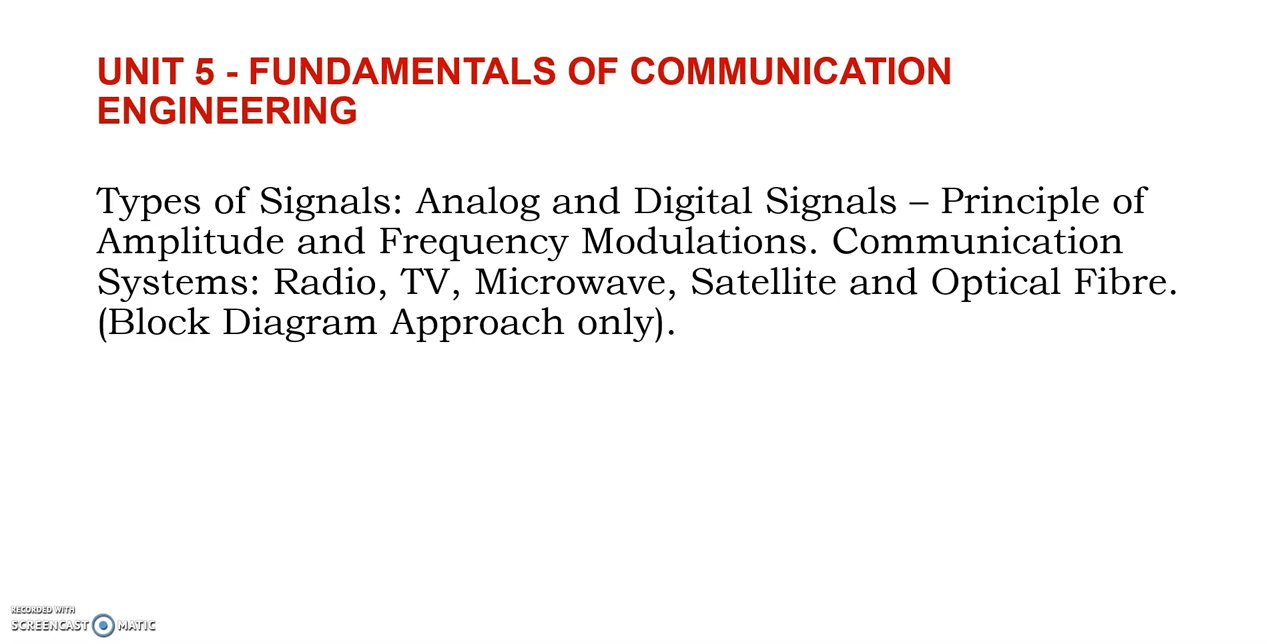 UNIT 5 - FUNDAMENTALS OF COMMUNICATION
ENGINEERING
Types of Signals: Analog and Digital Signals – Principle of
Amplitude and Frequency Modulations. Communication
Systems: Radio, TV, Microwave, Satellite and Optical Fibre.
(Block Diagram Approach only).
RECORDED WITH
SCREENCAST MATIC